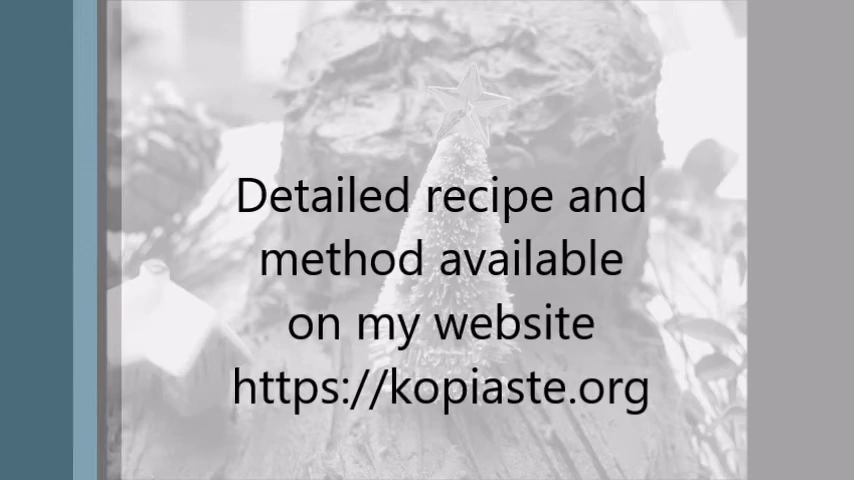 Detailed recipe and
method available
on my website
https://kopiaste.org